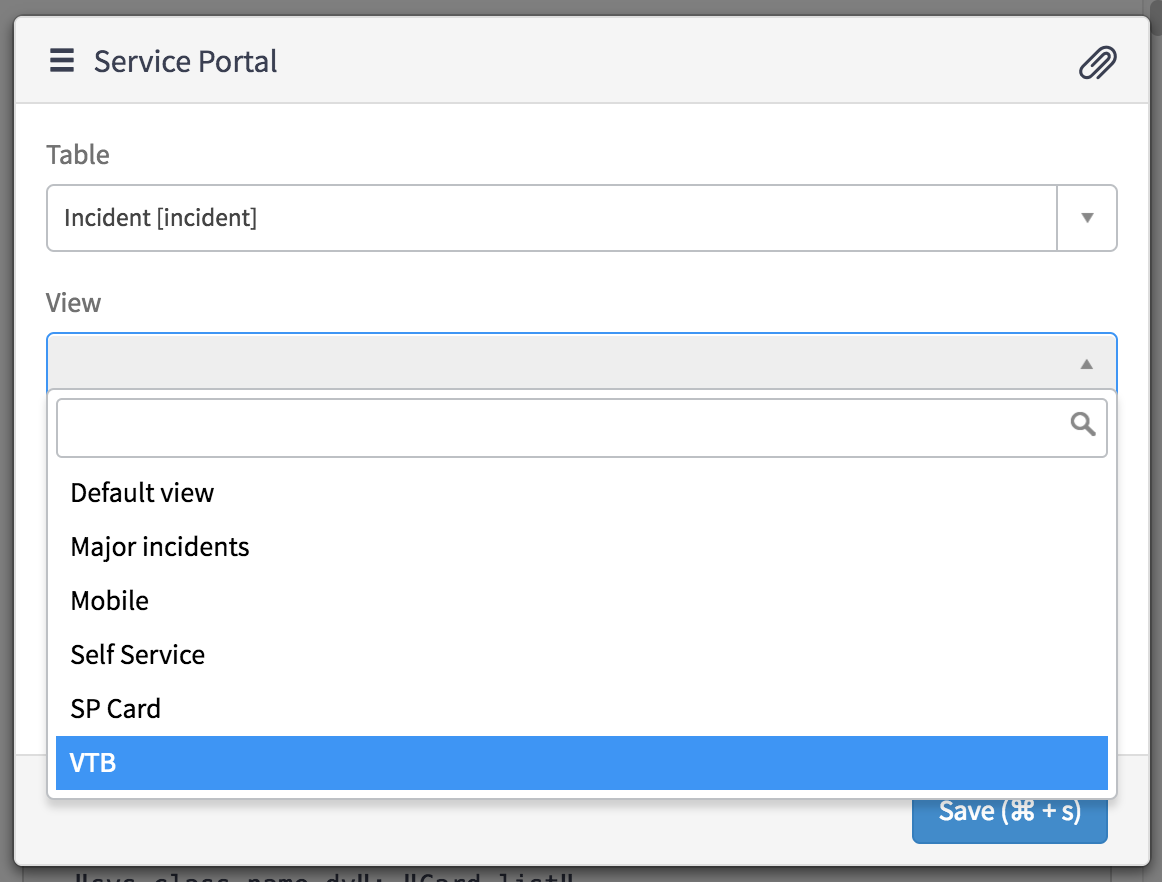 Service Portal
Table
Incident [incident]
View
Default view
Major incidents
Mobile
Self Service
SP Card
VTB
Save (⌘ + s)